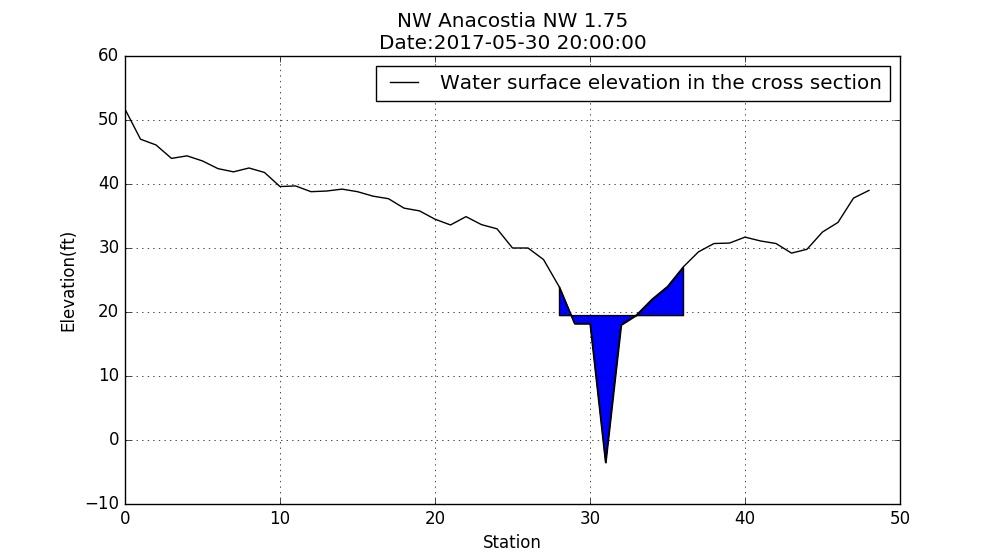 NW Anacostia NW 1.75
Date:2017-05-30 20:00:00
Water surface elevation in the cross section
60
50
40
30
20
10
0
−10
Elevation(ft)
0 10 20 30 40 50
Station